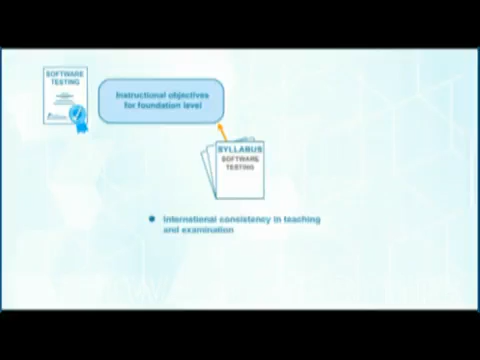 SOFTWARE
TESTING
Instructional objectives
for foundation level
SYLLABUS
SOFTWARE
TESTING
International consistency in teaching
and examination